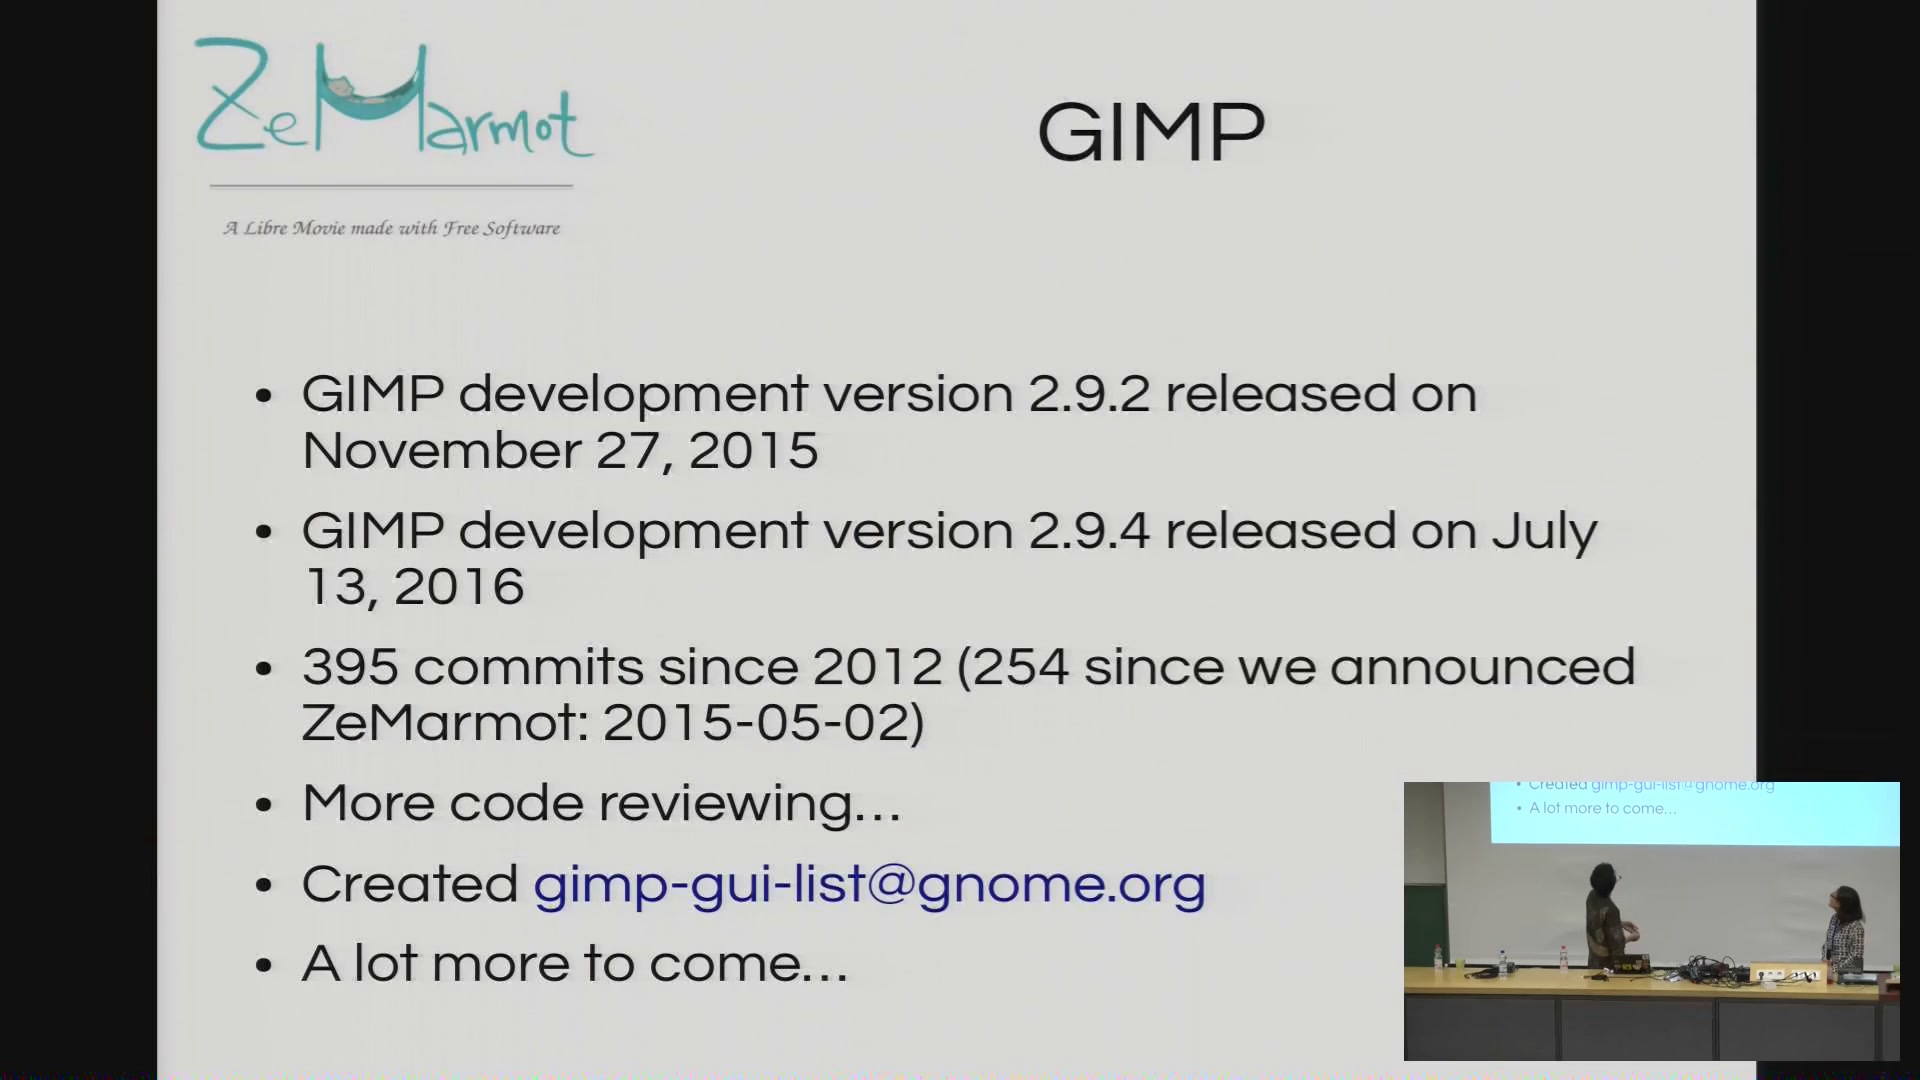 ZeMarmot
A Libre Movie made with Free Software
GIMP
• GIMP development version 2.9.2 released on
November 27, 2015
• GIMP development version 2.9.4 released on July
13, 2016
• 395 commits since 2012 (254 since we announced
ZeMarmot: 2015-05-02)
• More code reviewing...
• Created gimp-gui-list@gnome.org
• A lot more to come...
• Created gimp-gui-list@gnome.org
• A lot more to come...